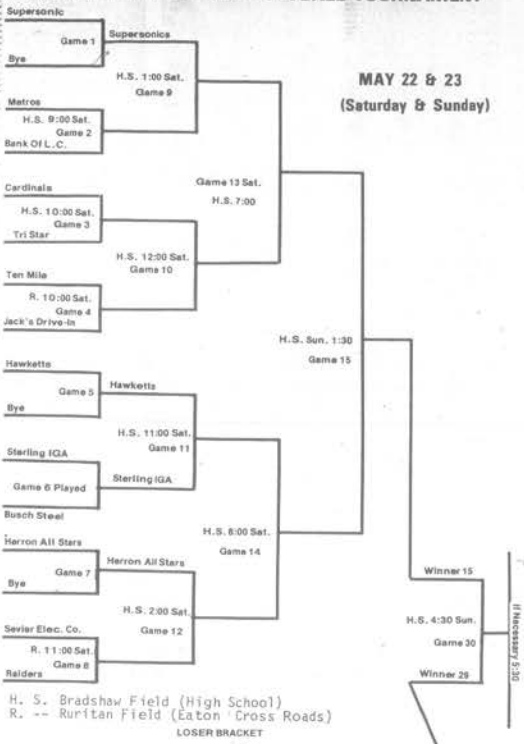 Supersonic
Game 1
Supersonics
Bye
H.S. 1:00 Sat.
Game 9
MAY 22 & 23
(Saturday & Sunday)
Metros
H.S. 9:00 Sat.
Game 2
Bank Of L.C.
Game 13 Sat.
H.S. 7:00
Cardinals
H.S. 10:00 Sat.
Game 3
Tri Star
H.S. 12:00 Sat.
Game 10
Ten Mile
R. 10:00 Sat.
Game 4
Jack's Drive-In
H.S. Sun. 1:30
Game 15
Hawketts
Game 5
Hawketts
Bye
H.S. 11:00 Sat.
Game 11
Sterling IGA
Game 6 Played
Sterling IGA
Busch Steel
H.S. 8:00 Sat.
Game 14
Herron All Stars
Game 7
Herron All Stars
Bye
H.S. 2:00 Sat.
Game 12
Sevier Elec. Co.
R. 11:00 Sat.
Game 8
Raiders
Winner 15
H.S. 4:30 Sun.
Game 30
Winner 29
If Necessary 5:30
H. S. Bradshaw Field (High School)
R. -- Ruritan Field (Eaton Cross Roads)
LOSER BRACKET